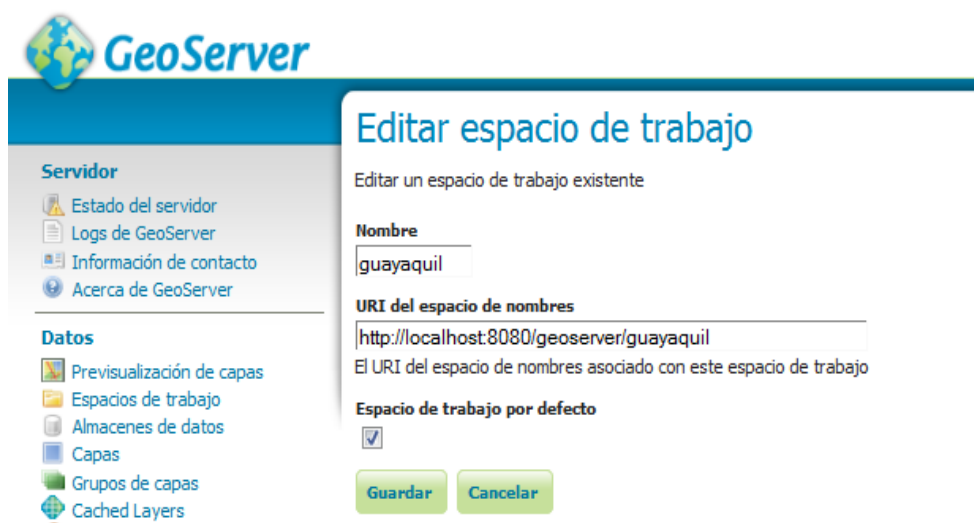 GeoServer
Servidor
Estado del servidor
Logs de GeoServer
Información de contacto
Acerca de GeoServer
Datos
Previsualización de capas
Espacios de trabajo
Almacenes de datos
Capas
Grupos de capas
Cached Layers
Editar espacio de trabajo
Editar un espacio de trabajo existente
Nombre
guayaquil
URI del espacio de nombres
http://localhost:8080/geoserver/guayaquil
El URI del espacio de nombres asociado con este espacio de trabajo
Espacio de trabajo por defecto
Guardar
Cancelar